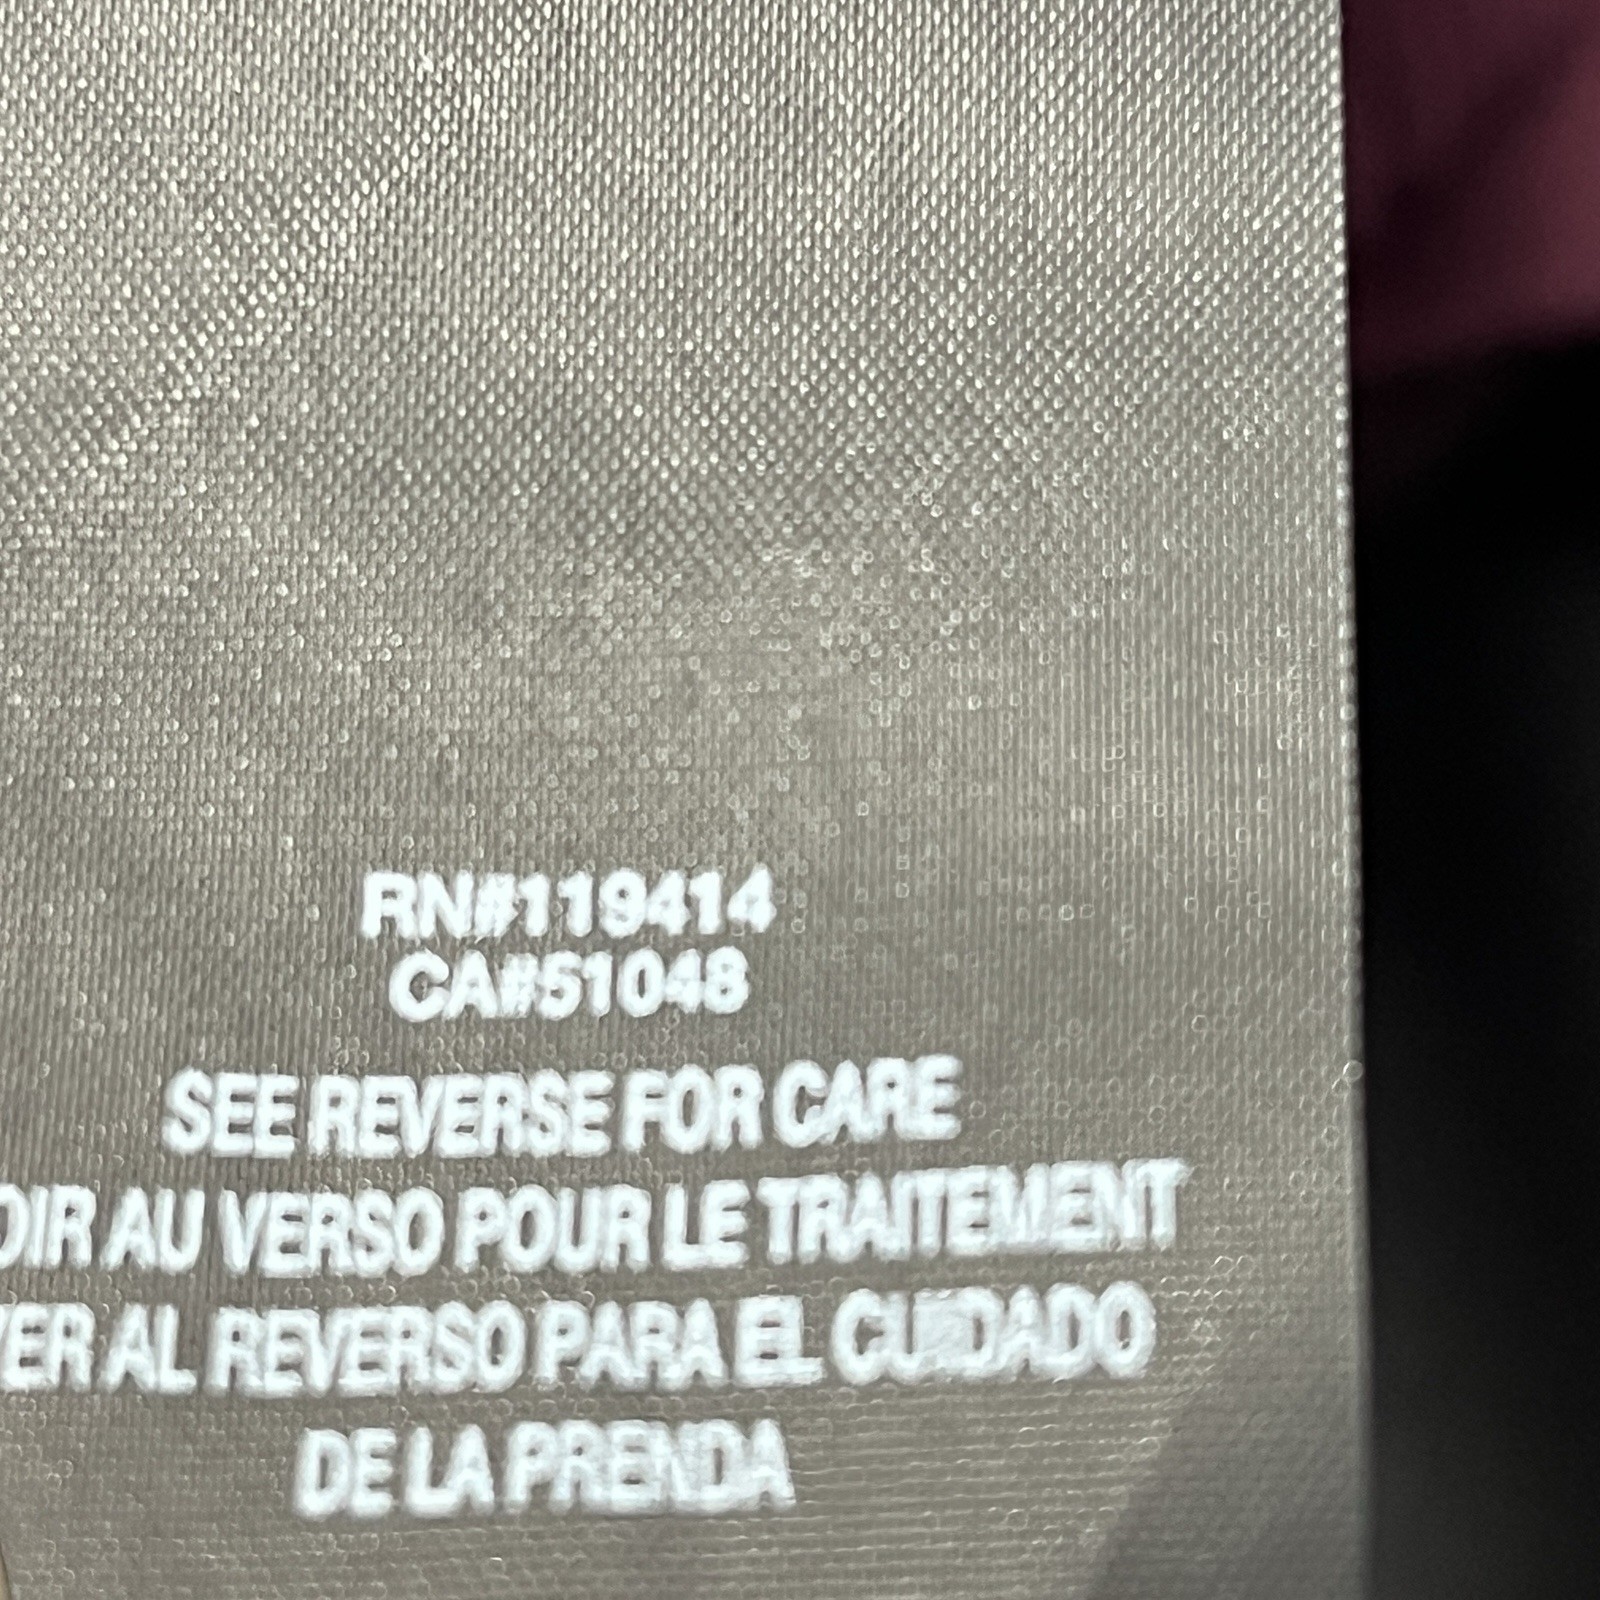 RN#119414
CA#51048
SEE REVERSE FOR CARE
OIR AU VERSO POUR LE TRAITEMENT
VER AL REVERSO PARA EL CUIDADO
DE LA PRENDA